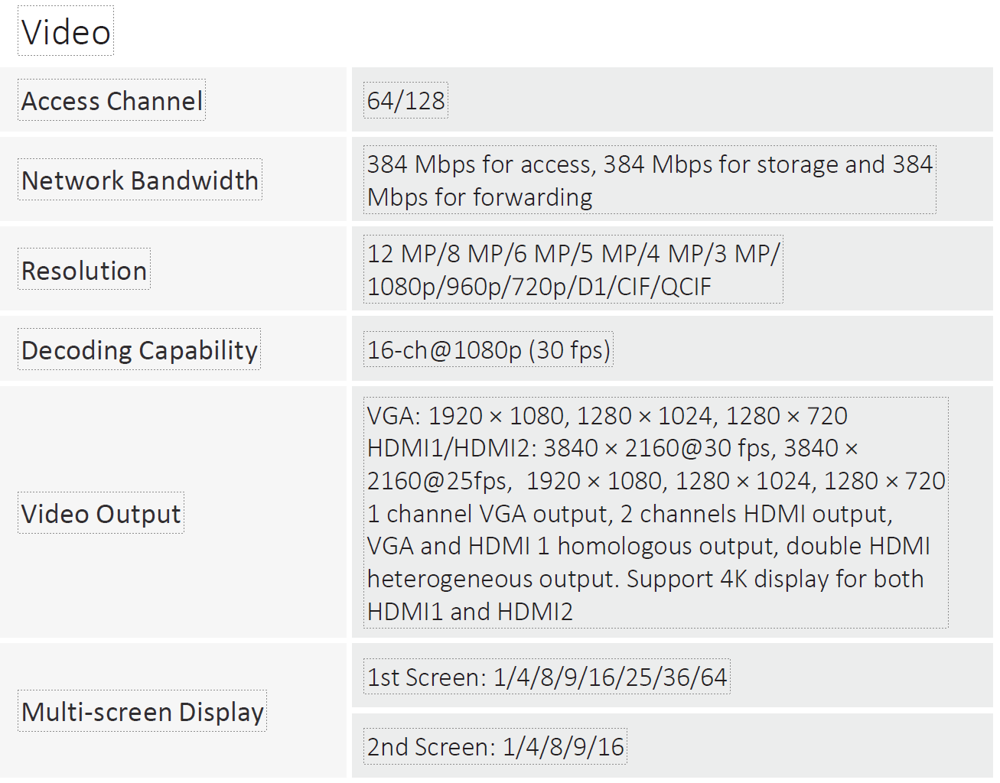 Video
Access Channel
64/128
Network Bandwidth
384 Mbps for access, 384 Mbps for storage and 384
Mbps for forwarding
Resolution
12 MP/8 MP/6 MP/5 MP/4 MP/3 MP/
1080p/960p/720p/D1/CIF/QCIF
Decoding Capability
16-ch@1080p (30 fps)
Video Output
VGA: 1920 × 1080, 1280 × 1024, 1280 × 720
HDMI1/HDMI2: 3840 × 2160@30 fps, 3840 ×
2160@25fps,  1920 × 1080, 1280 × 1024, 1280 × 720
1 channel VGA output, 2 channels HDMI output,
VGA and HDMI 1 homologous output, double HDMI
heterogeneous output. Support 4K display for both
HDMI1 and HDMI2
Multi-screen Display
1st Screen: 1/4/8/9/16/25/36/64
2nd Screen: 1/4/8/9/16